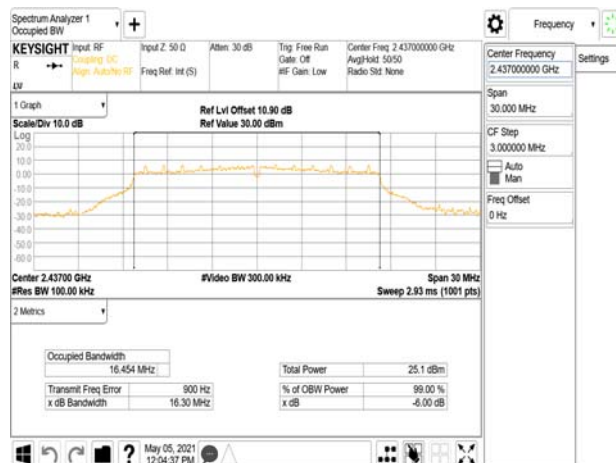 Spectrum Analyzer 1
Occupied BW
Frequency
KEYSIGHT
R
Input: RF
Coupling: DC
Align: Auto/No RF
Input Z: 50 Ω
Freq Ref: Int (S)
Atten: 30 dB
Trig: Free Run
Gate: Off
#IF Gain: Low
Center Freq: 2.437000000 GHz
Avg|Hold: 50/50
Radio Std: None
Center Frequency
2.437000000 GHz
Settings
Span
30.000 MHz
CF Step
3.000000 MHz
Auto
Man
Freq Offset
0 Hz
1 Graph
Scale/Div 10.0 dB
Ref Lvl Offset 10.90 dB
Ref Value 30.00 dBm
Log
20.0
10.0
0.00
-10.0
-20.0
-30.0
-40.0
-50.0
-60.0
Center 2.43700 GHz
#Res BW 100.00 kHz
#Video BW 300.00 kHz
Span 30 MHz
Sweep 2.93 ms (1001 pts)
2 Metrics
Occupied Bandwidth
16.454 MHz
Transmit Freq Error 900 Hz
x dB Bandwidth 16.30 MHz
Total Power 25.1 dBm
% of OBW Power 99.00 %
x dB -6.00 dB
May 05, 2021
12:04:37 PM